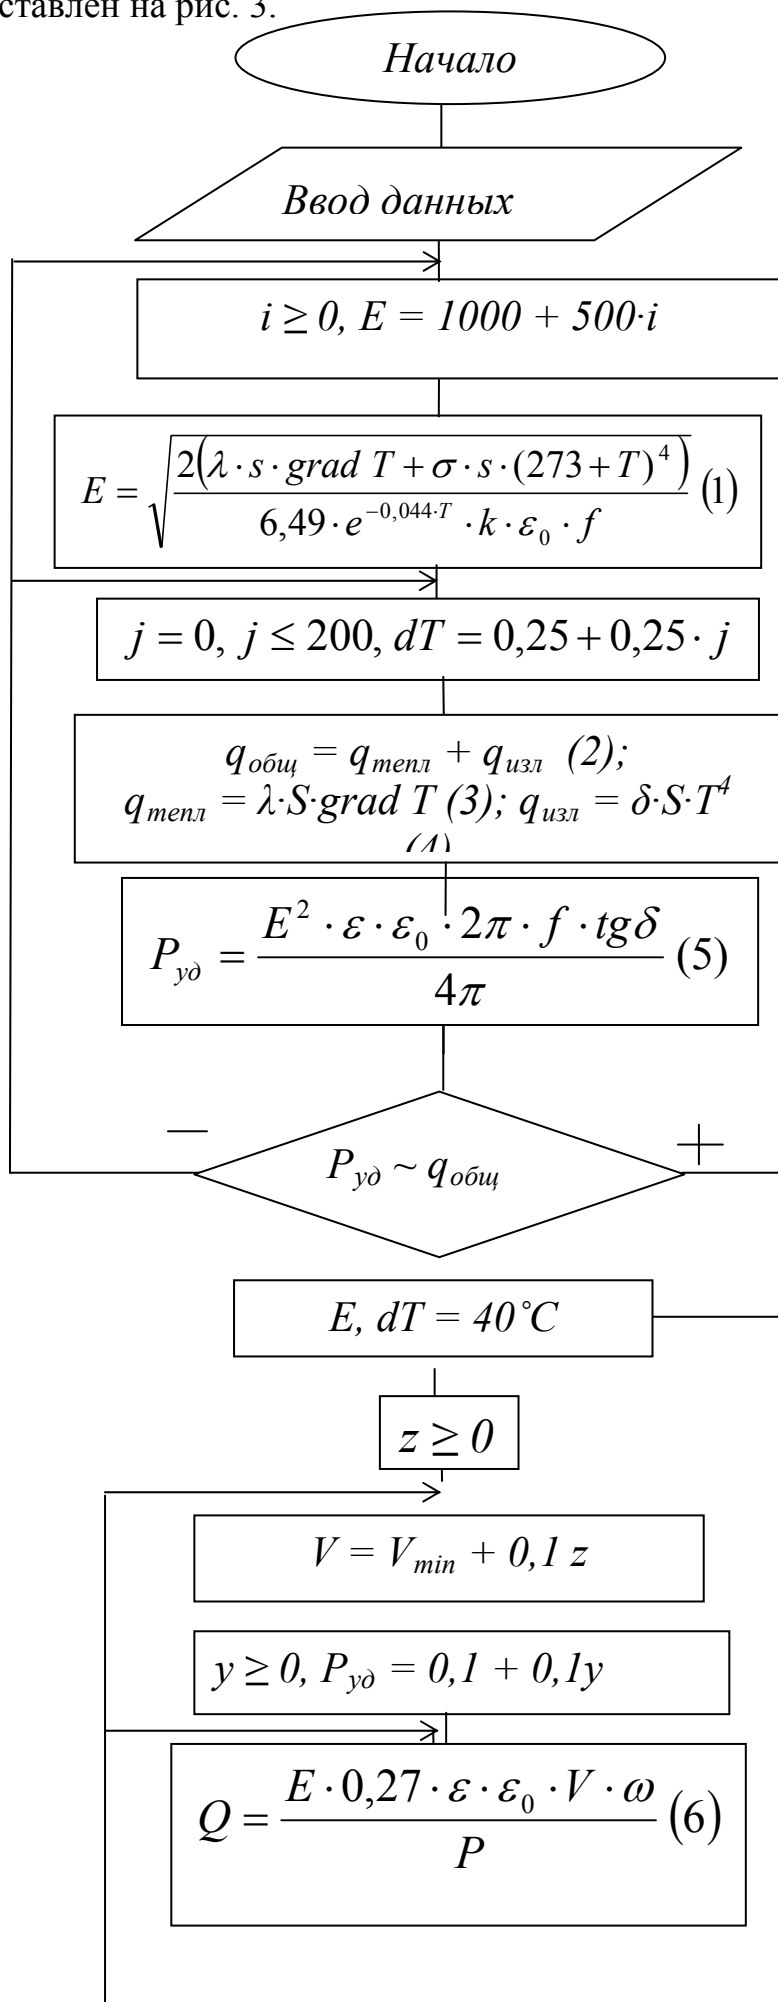 ставлен на рис. 3.
Начало
Ввод данных
i ≥ 0, E = 1000 + 500·i
E = √(2(λ · s · grad T + σ · s · (273 + T)⁴) / (6,49 · e^(−0,044·T) · k · ε₀ · f)) (1)
j = 0, j ≤ 200, dT = 0,25 + 0,25 · j
q_общ = q_тепл + q_изл (2);
q_тепл = λ·S·grad T (3); q_изл = δ·S·T⁴
(4)
P_уд = (E² · ε · ε₀ · 2π · f · tgδ) / (4π) (5)
–
+
P_уд ~ q_общ
E, dT = 40°C
z ≥ 0
V = V_min + 0,1 z
y ≥ 0, P_уд = 0,1 + 0,1y
Q = (E · 0,27 · ε · ε₀ · V · ω) / P (6)